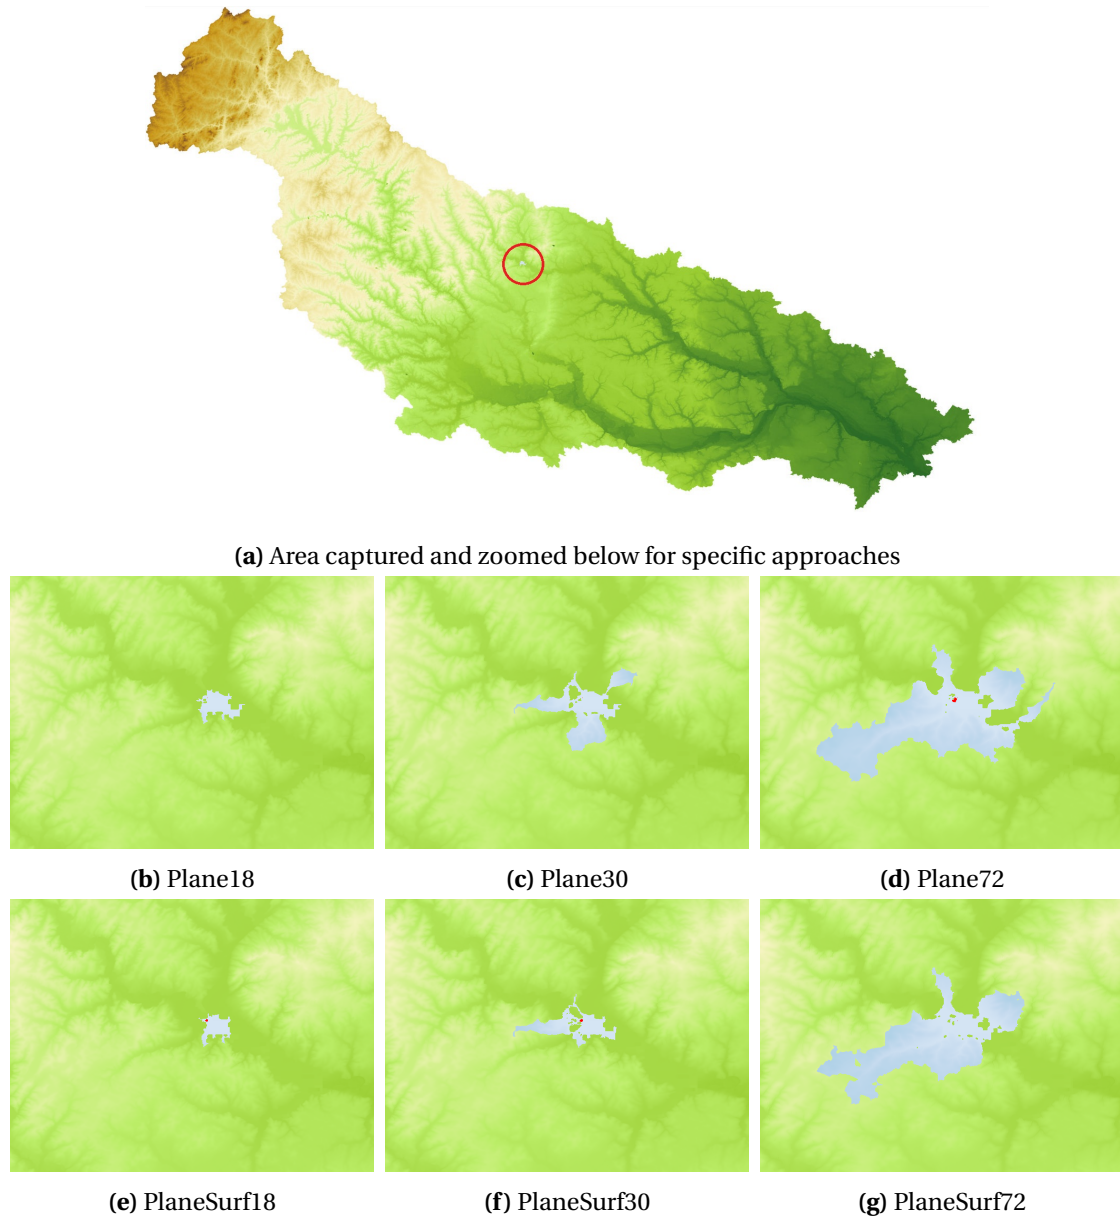 (a) Area captured and zoomed below for specific approaches
(b) Plane18
(c) Plane30
(d) Plane72
(e) PlaneSurf18
(f) PlaneSurf30
(g) PlaneSurf72